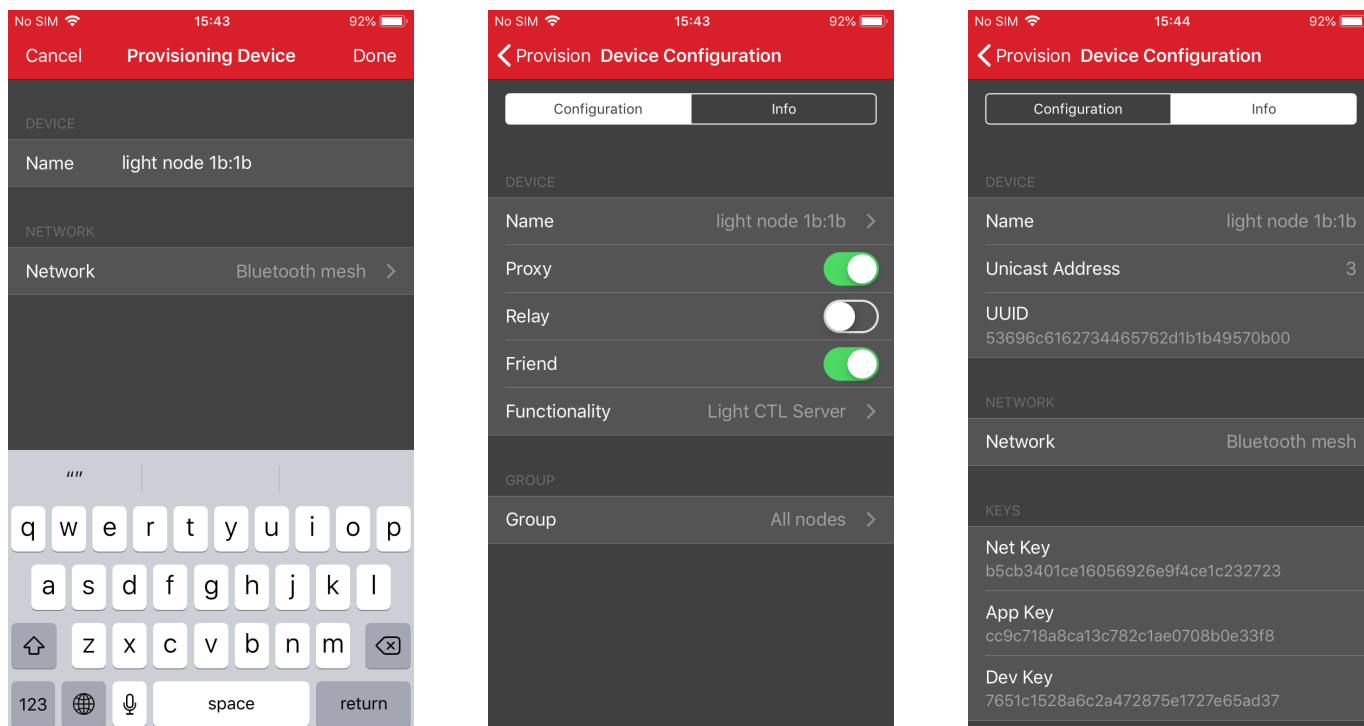 No SIM 15:43 92%
Cancel Provisioning Device Done
DEVICE
Name light node 1b:1b
NETWORK
Network Bluetooth mesh
“”
q w e r t y u i o p
a s d f g h j k l
z x c v b n m
123 space return
No SIM 15:43 92%
Provision Device Configuration
Configuration Info
DEVICE
Name light node 1b:1b
Proxy
Relay
Friend
Functionality Light CTL Server
GROUP
Group All nodes
No SIM 15:44 92%
Provision Device Configuration
Configuration Info
DEVICE
Name light node 1b:1b
Unicast Address 3
UUID
53696c6162734465762d1b1b49570b00
NETWORK
Network Bluetooth mesh
KEYS
Net Key
b5cb3401ce16056926e9f4ce1c232723
App Key
cc9c718a8ca13c782c1ae0708b0e33f8
Dev Key
7651c1528a6c2a472875e1727e65ad37